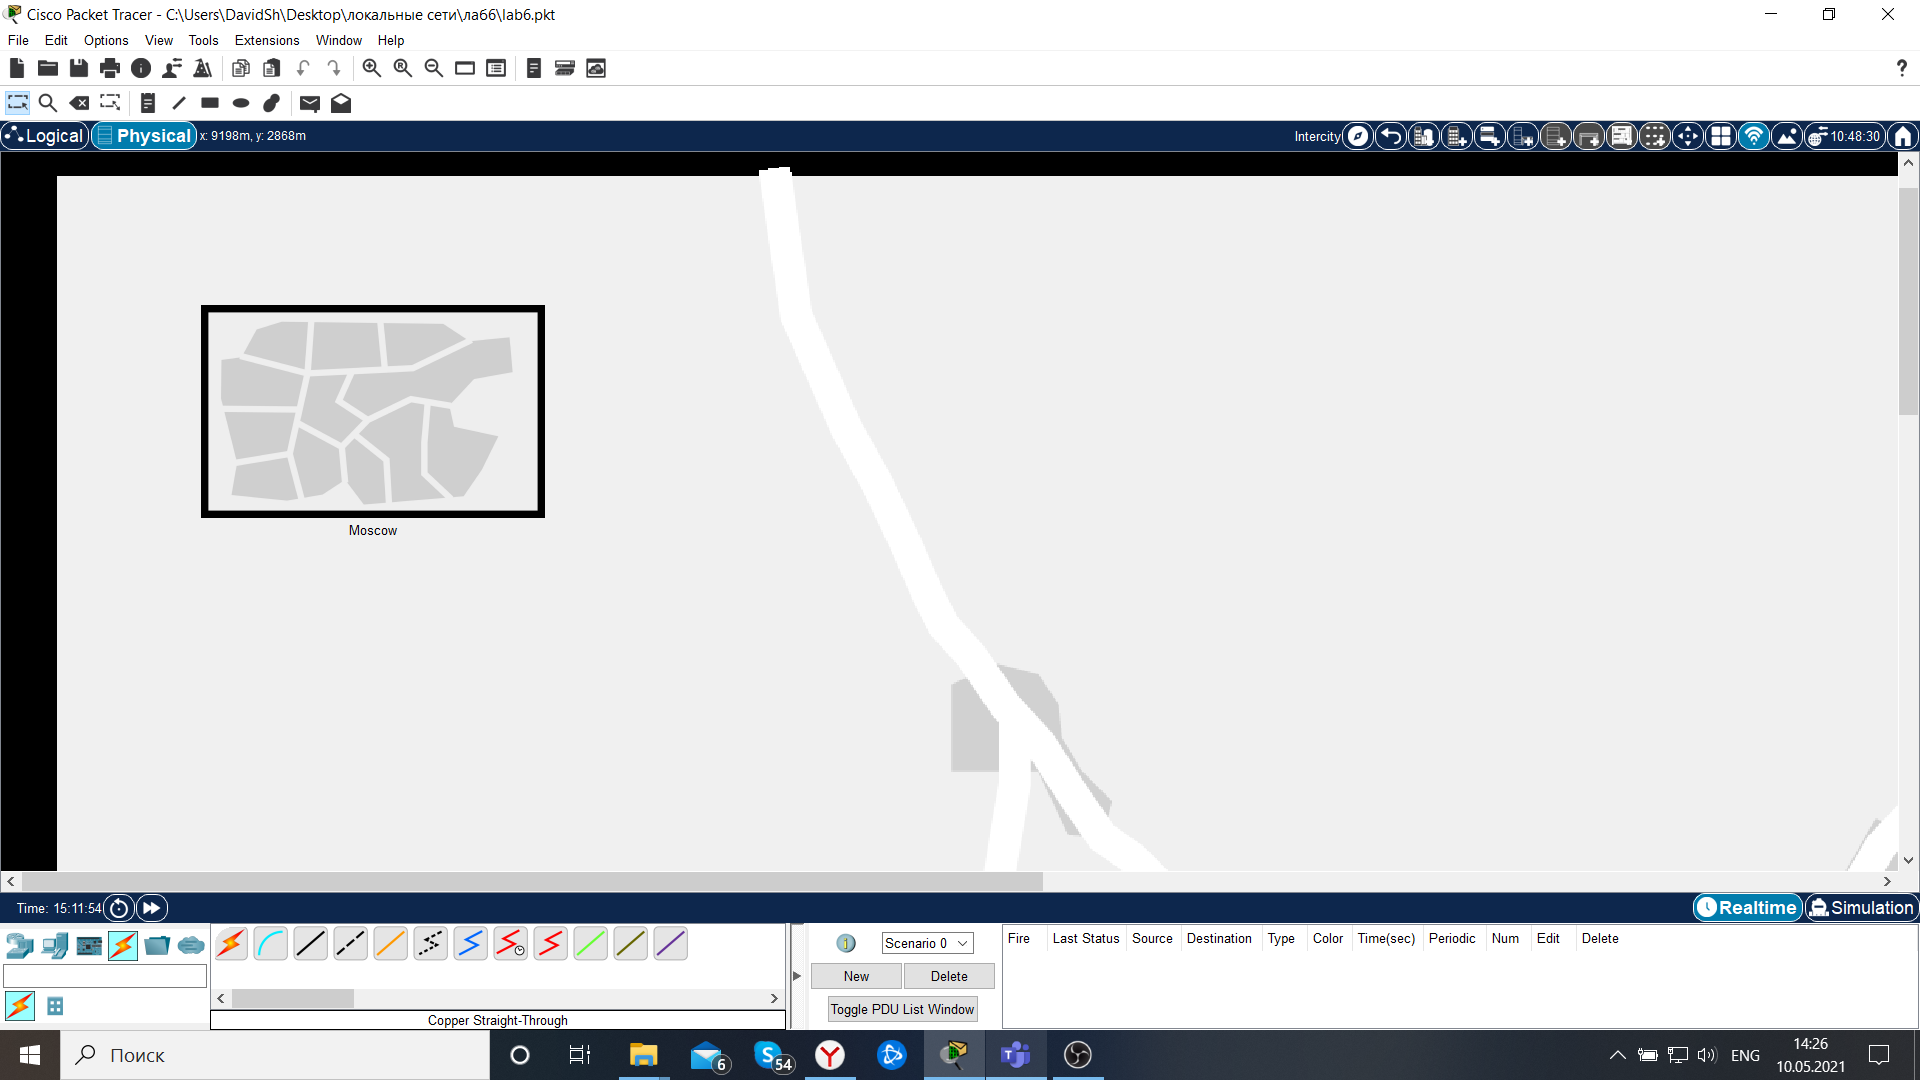 Cisco Packet Tracer - C:\Users\DavidSh\Desktop\локальные сети\ла66\lab6.pkt
File Edit Options View Tools Extensions Window Help
?
Logical Physical x: 9198m, y: 2868m Intercity 10:48:30
Moscow
Time: 15:11:54 Realtime Simulation
Scenario 0
New Delete
Toggle PDU List Window
Fire Last Status Source Destination Type Color Time(sec) Periodic Num Edit Delete
Copper Straight-Through
Поиск
6
54
ENG
14:26
10.05.2021